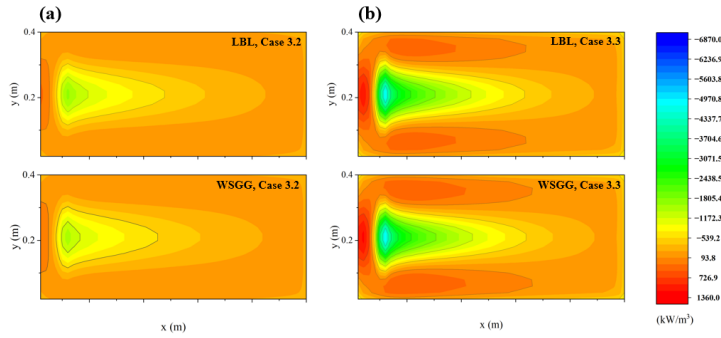 (a)
(b)
0.4
LBL, Case 3.2
y (m)
0.2
0.4
WSGG, Case 3.2
y (m)
0.2
x (m)
0.4
LBL, Case 3.3
y (m)
0.2
0.4
WSGG, Case 3.3
y (m)
0.2
x (m)
−6870.0
−6236.9
−5603.8
−4970.8
−4337.7
−3704.6
−3071.5
−2438.5
−1805.4
−1172.3
−539.2
93.8
726.9
1360.0
(kW/m³)